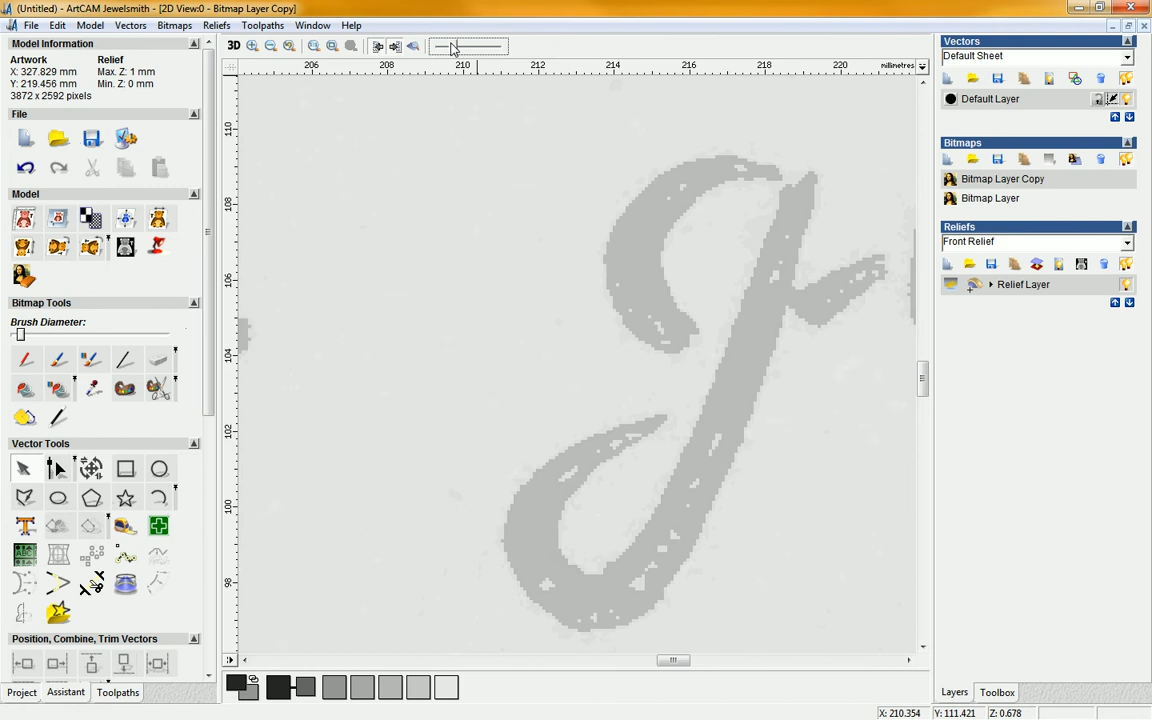 (Untitled) - ArtCAM Jewelsmith - [2D View:0 - Bitmap Layer Copy]
File Edit Model Vectors Bitmaps Reliefs Toolpaths Window Help
Model Information
Artwork Relief
X: 327.829 mm Max. Z: 1 mm
Y: 219.456 mm Min. Z: 0 mm
3872 x 2592 pixels
File
Model
Bitmap Tools
Brush Diameter:
Vector Tools
Position, Combine, Trim Vectors
Project Assistant Toolpaths
3D
206 208 210 212 214 216 218 220 millimetres
110
108
106
104
102
100
98
g
Vectors
Default Sheet
Default Layer
Bitmaps
Bitmap Layer Copy
Bitmap Layer
Reliefs
Front Relief
Relief Layer
Layers Toolbox
X: 210.354 Y: 111.421 Z: 0.678